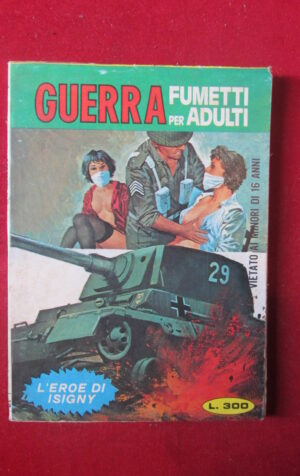 GUERRA
FUMETTI
PER ADULTI
VIETATO AI MINORI DI 16 ANNI
29
L'EROE DI
ISIGNY
L. 300